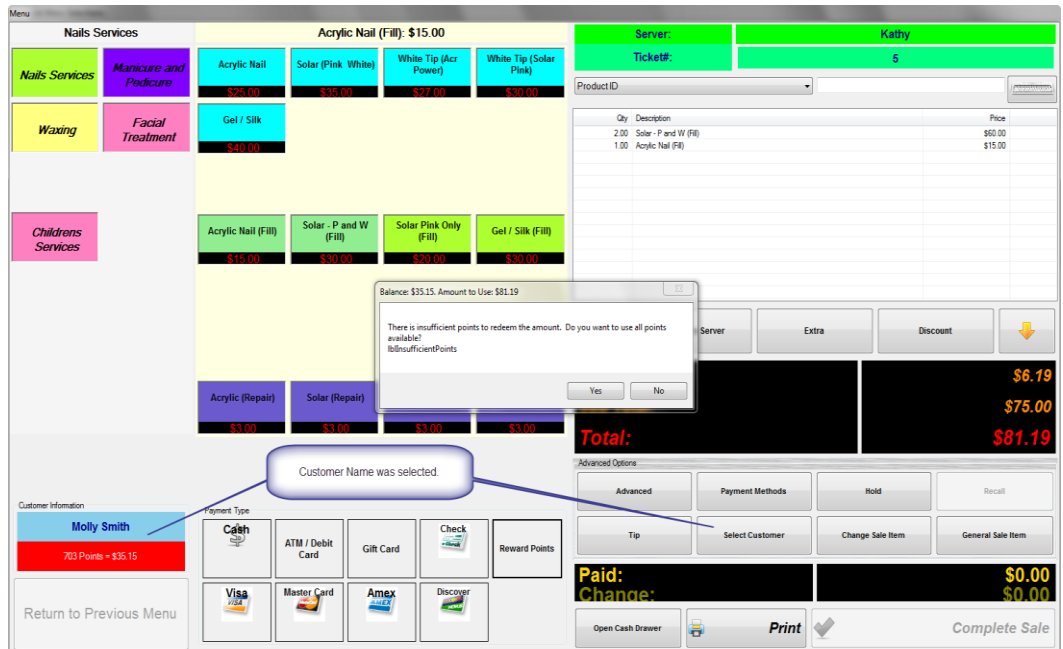 Menu
Nails Services
Nails Services
Manicure and
Pedicure
Waxing
Facial
Treatment
Childrens
Services
Acrylic Nail (Fill): $15.00
Acrylic Nail
$25.00
Solar (Pink White)
$35.00
White Tip (Acr
Power)
$27.00
White Tip (Solar
Pink)
$30.00
Gel / Silk
$40.00
Acrylic Nail (Fill)
$15.00
Solar - P and W
(Fill)
$30.00
Solar Pink Only
(Fill)
$20.00
Gel / Silk (Fill)
$30.00
Acrylic (Repair)
$3.00
Solar (Repair)
$3.00
$3.00
$3.00
Server:
Kathy
Ticket#:
5
Product ID
Qty Description Price
2.00 Solar - P and W (Fill) $60.00
1.00 Acrylic Nail (Fill) $15.00
Balance: $35.15. Amount to Use: $81.19
There is insufficient points to redeem the amount. Do you want to use all points
available?
lblInsufficientPoints
Yes
No
Server
Extra
Discount
$6.19
$75.00
Total:
$81.19
Advanced Options
Advanced
Payment Methods
Hold
Recall
Tip
Select Customer
Change Sale Item
General Sale Item
Customer Name was selected.
Customer Information
Molly Smith
703 Points = $35.15
Return to Previous Menu
Payment Type
Cash
ATM / Debit
Card
Gift Card
Check
Reward Points
Visa
VISA
Master Card
Amex
AMEX
Discover
Paid:
$0.00
Change:
$0.00
Open Cash Drawer
Print
Complete Sale